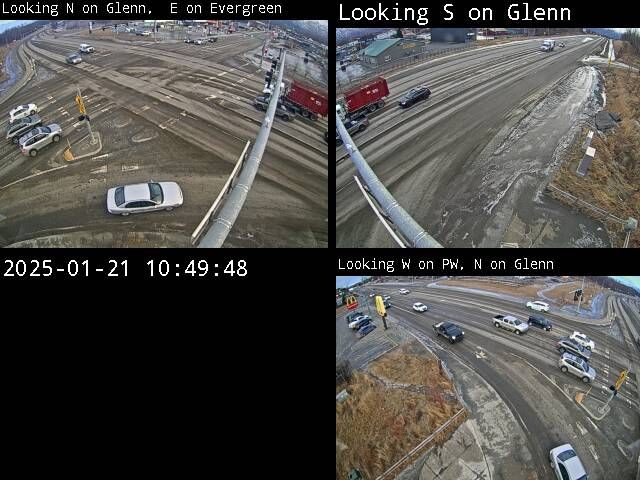 Looking N on Glenn,  E on Evergreen
Looking S on Glenn
2025-01-21 10:49:48
Looking W on PW, N on Glenn